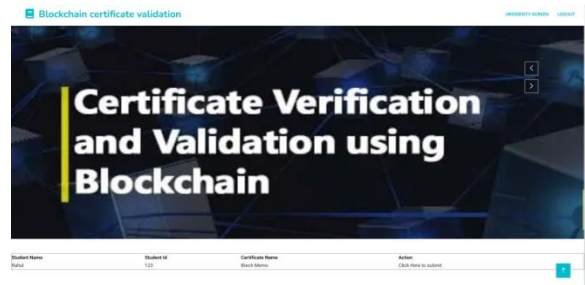 Blockchain certificate validation
UNIVERSITY SCREEN LOGOUT
Certificate Verification
and Validation using
Blockchain
Student Name Student Id Certificate Name Action
Rahul 123 Black Memo Click Here to submit